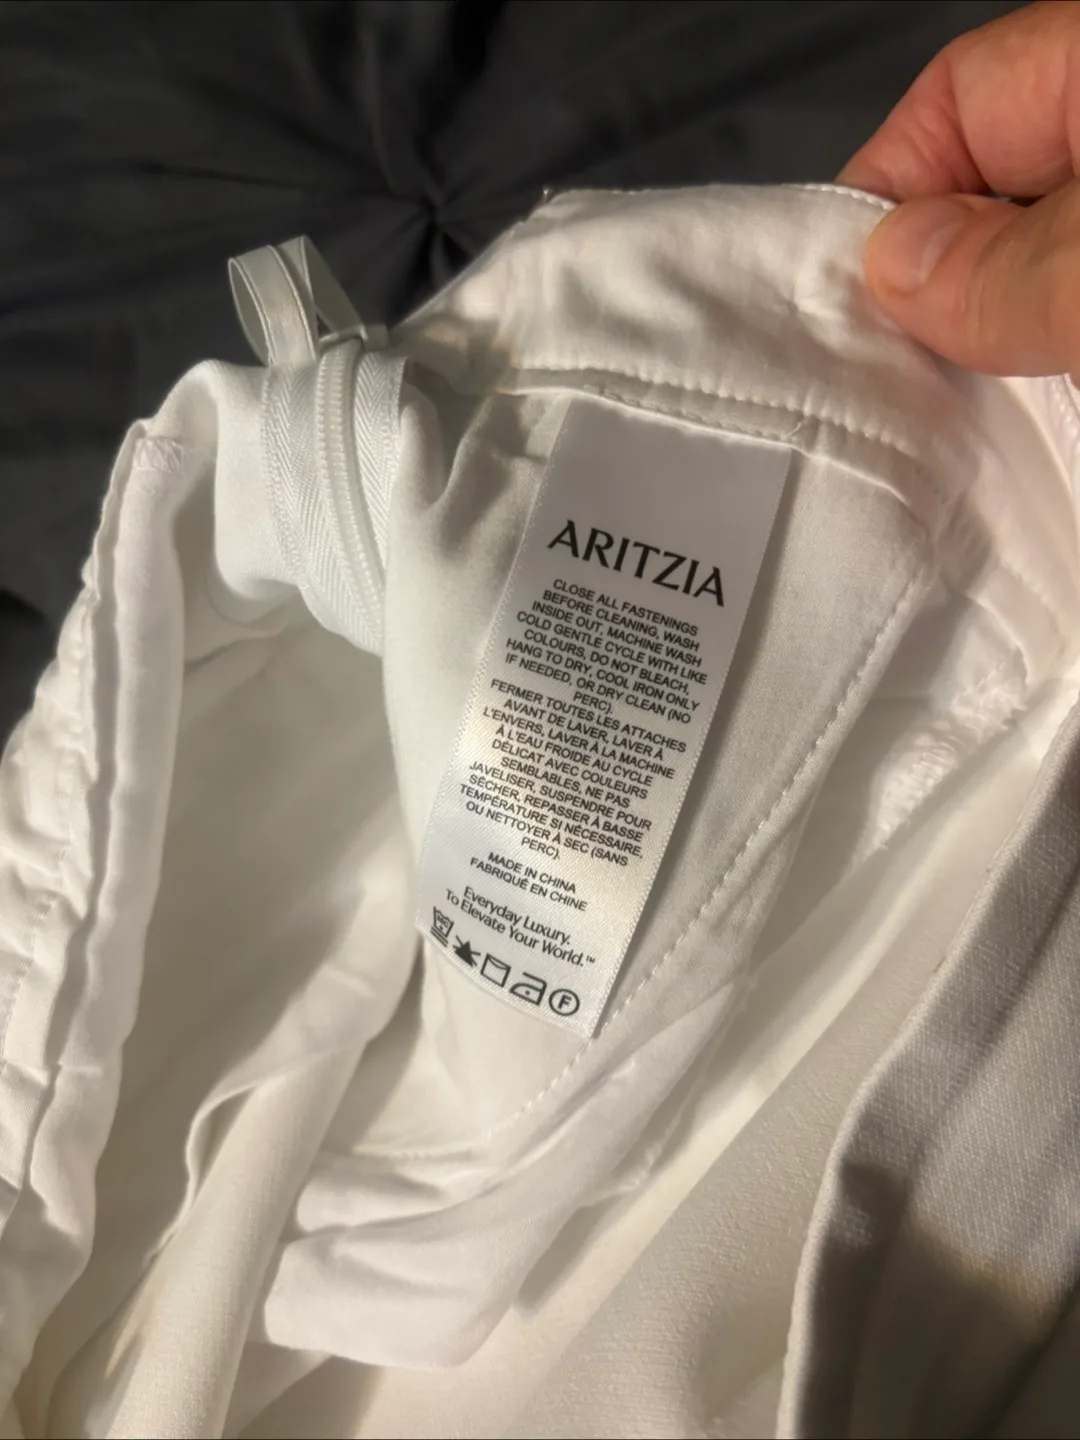 ARITZIA
CLOSE ALL FASTENINGS
BEFORE CLEANING, WASH
INSIDE OUT, MACHINE WASH
COLD GENTLE CYCLE WITH LIKE
COLOURS, DO NOT BLEACH,
HANG TO DRY, COOL IRON ONLY
IF NEEDED, OR DRY CLEAN (NO
PERC).
FERMER TOUTES LES ATTACHES
AVANT DE LAVER, LAVER À
L'ENVERS, LAVER À LA MACHINE
À L'EAU FROIDE AU CYCLE
DÉLICAT AVEC COULEURS
SEMBLABLES, NE PAS
JAVELISER, SUSPENDRE POUR
SÉCHER, REPASSER À BASSE
TEMPÉRATURE SI NÉCESSAIRE,
OU NETTOYER À SEC (SANS
PERC).
MADE IN CHINA
FABRIQUÉ EN CHINE
Everyday Luxury.
To Elevate Your World.™
F